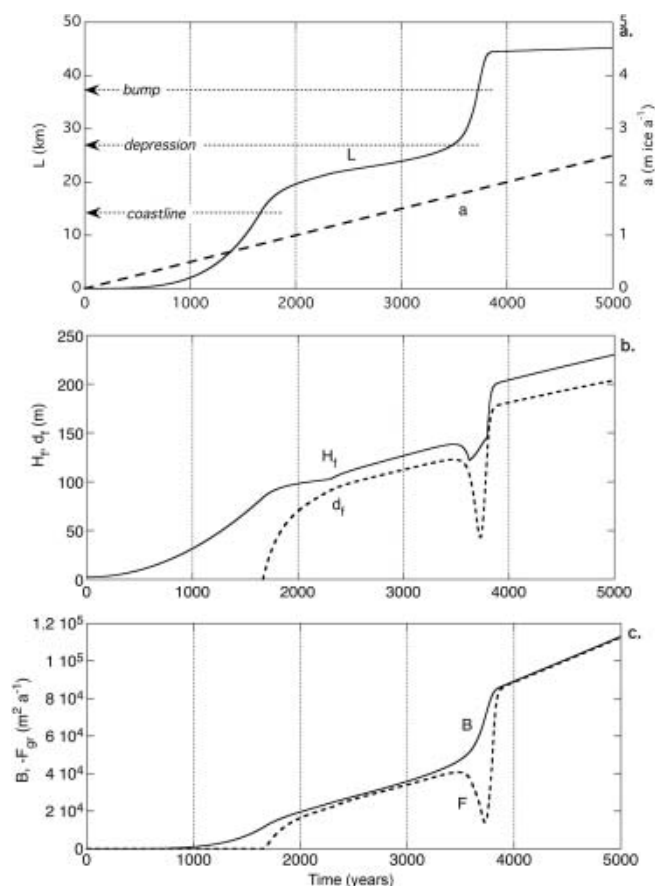 50
40
30
20
10
0
L (km)
bump
depression
coastline
L
a
5
4
3
2
1
0
a (m ice a⁻¹)
a.
0 1000 2000 3000 4000 5000
250
200
150
100
50
0
H_f, d_f (m)
H_f
d_f
b.
0 1000 2000 3000 4000 5000
1.2 10⁵
1 10⁵
8 10⁴
6 10⁴
4 10⁴
2 10⁴
0
B, -F_gr (m² a⁻¹)
B
F
c.
0 1000 2000 3000 4000 5000
Time (years)